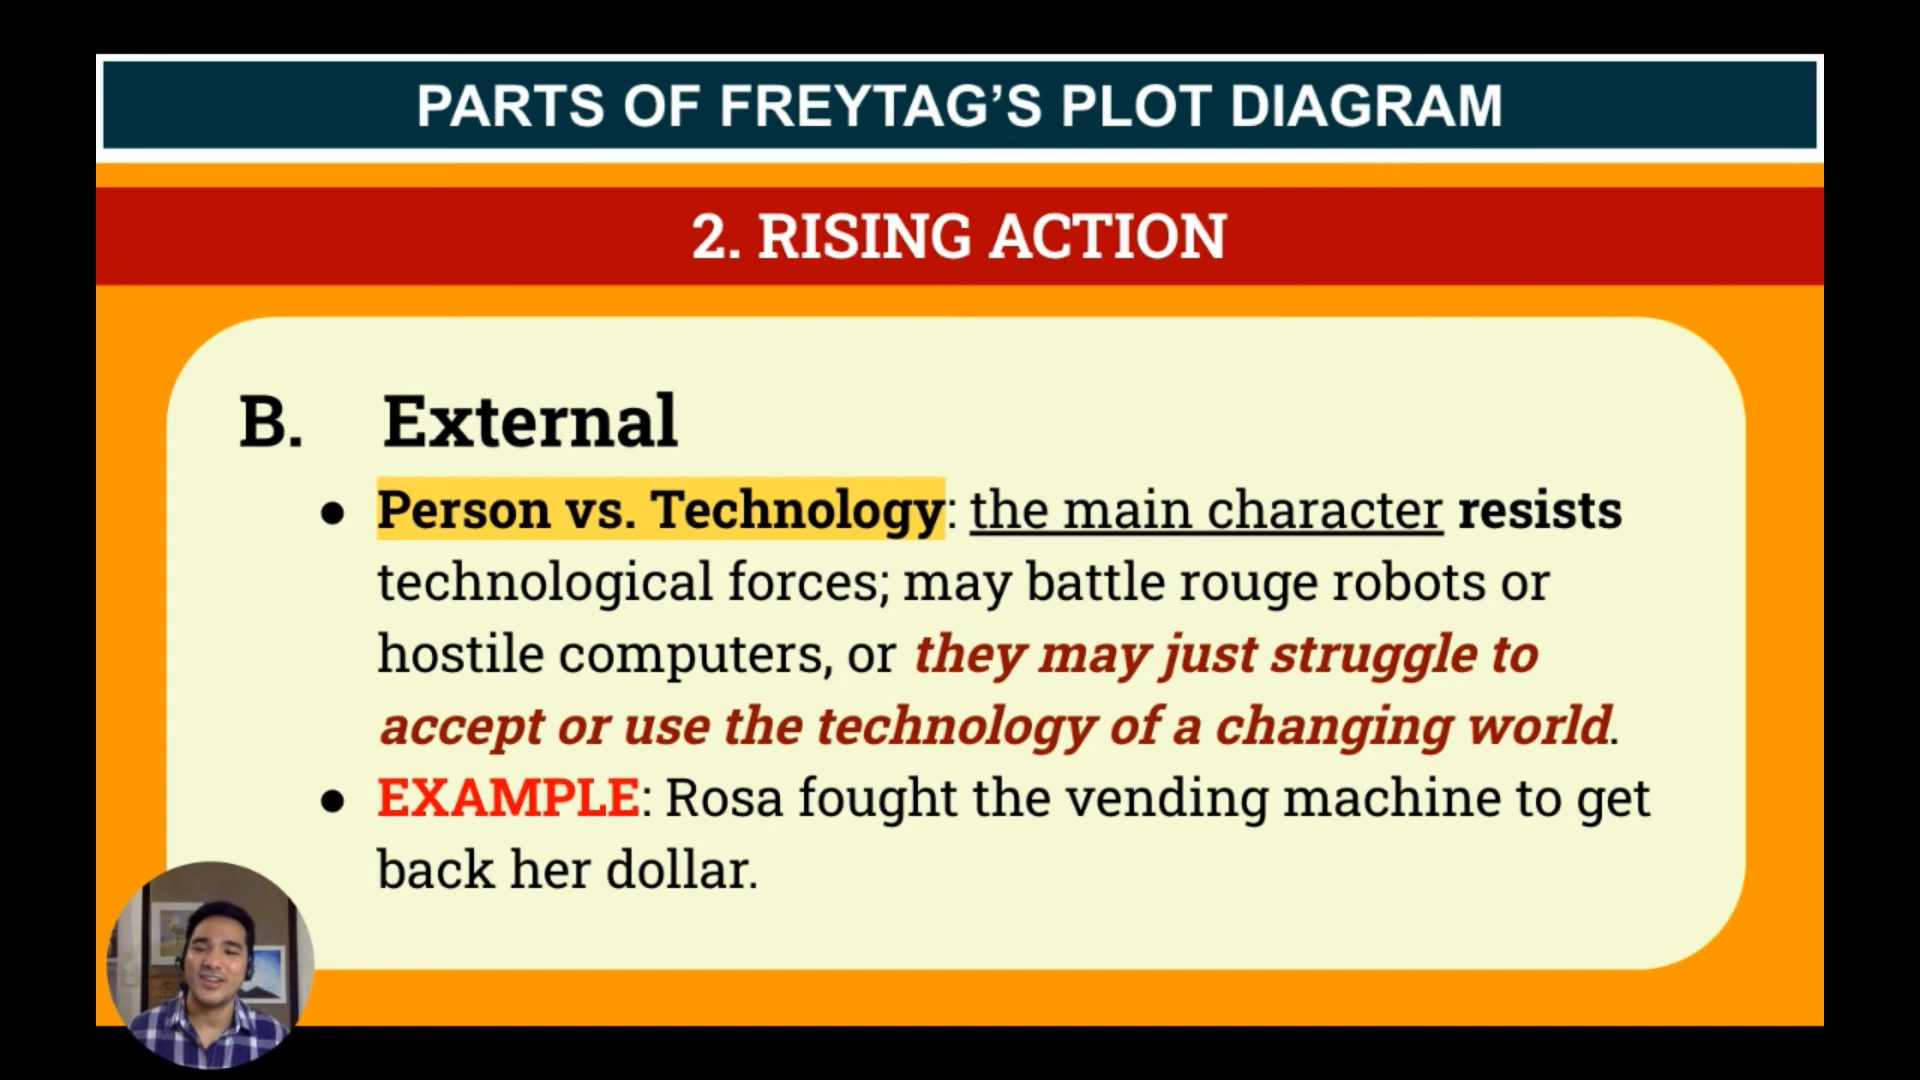 PARTS OF FREYTAG’S PLOT DIAGRAM
2. RISING ACTION
B. External
● Person vs. Technology: the main character resists
technological forces; may battle rouge robots or
hostile computers, or they may just struggle to
accept or use the technology of a changing world.
● EXAMPLE: Rosa fought the vending machine to get
back her dollar.